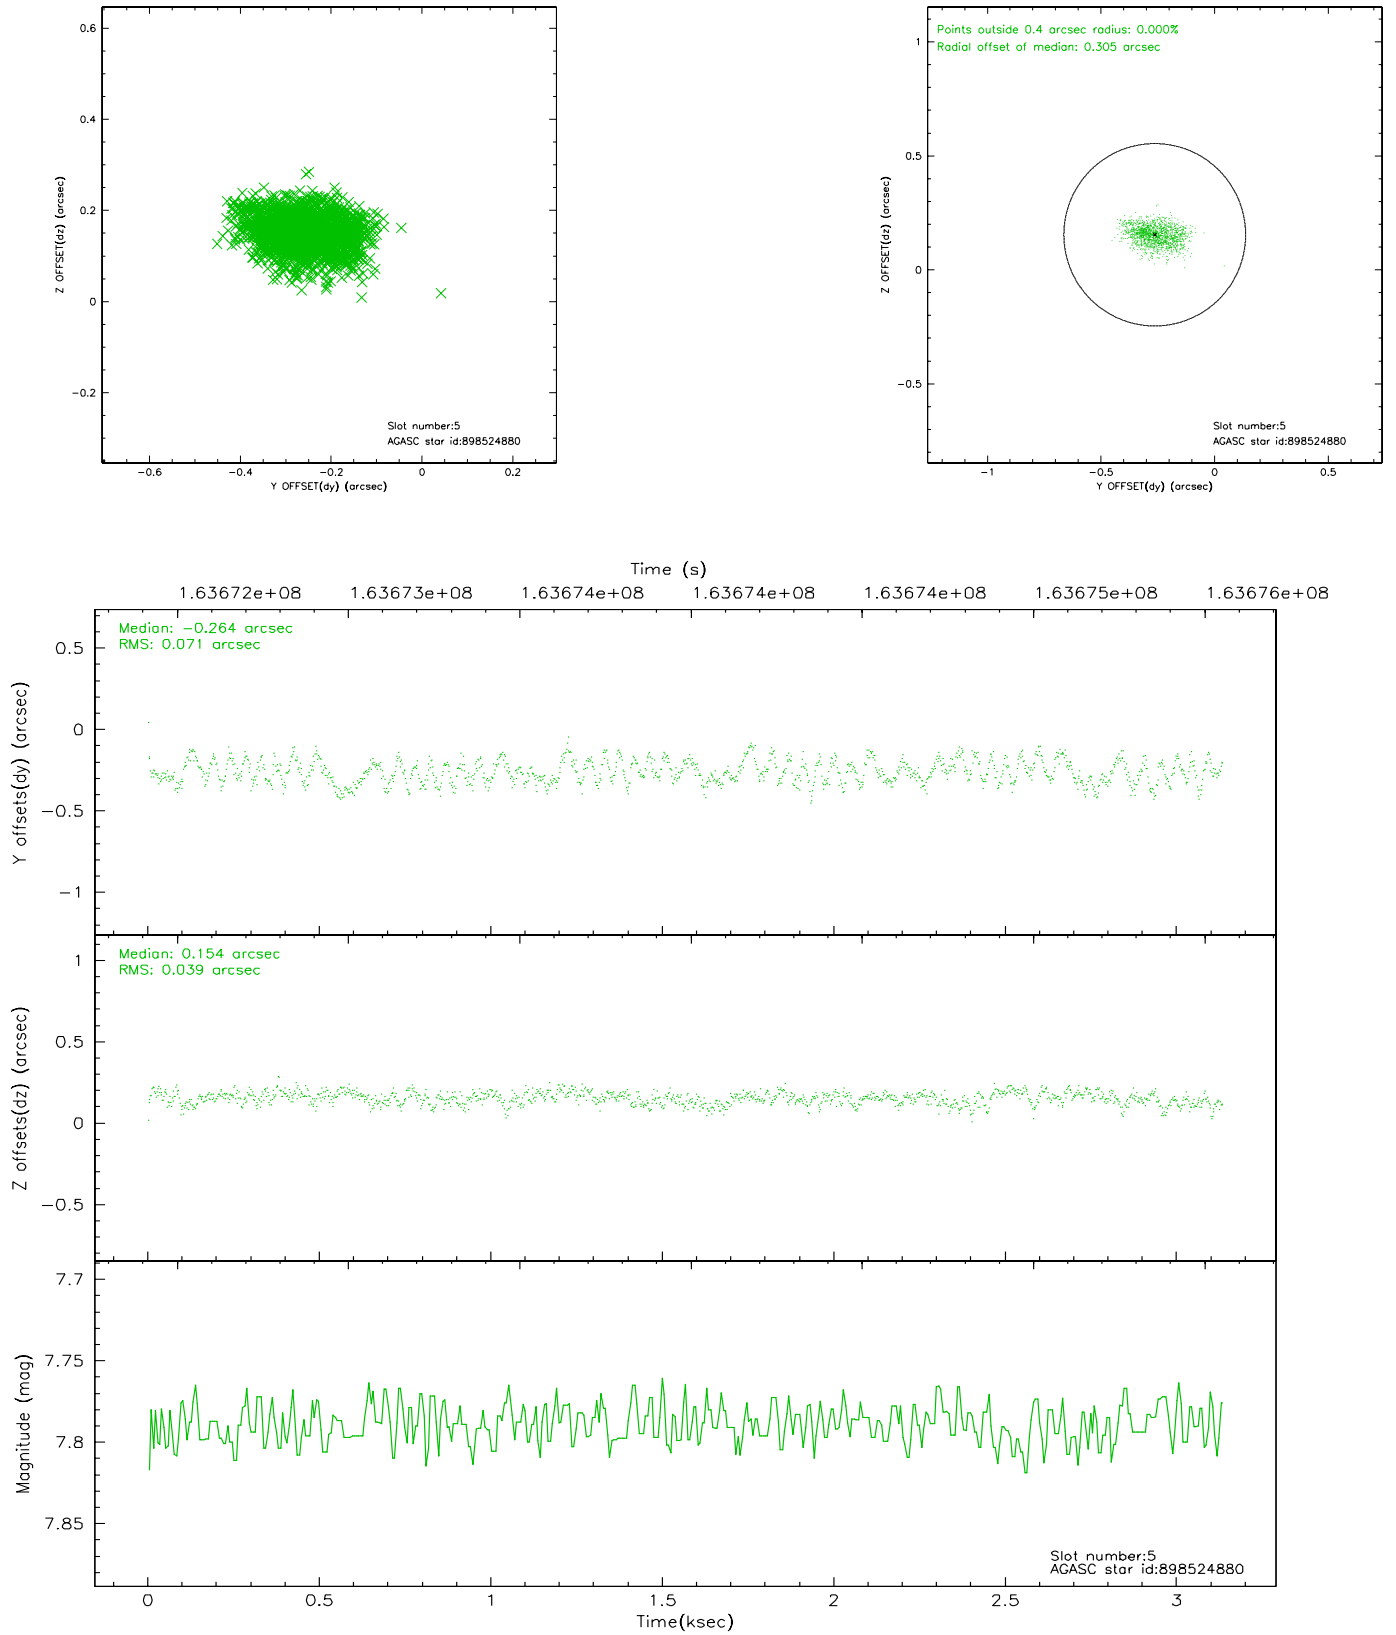 0.6
0.4
0.2
0
−0.2
Z OFFSET(dz) (arcsec)
Slot number:5
AGASC star id:898524880
−0.6 −0.4 −0.2 0 0.2
Y OFFSET(dy) (arcsec)
Points outside 0.4 arcsec radius: 0.000%
Radial offset of median: 0.305 arcsec
1
0.5
0
−0.5
Z OFFSET(dz) (arcsec)
Slot number:5
AGASC star id:898524880
−1 −0.5 0 0.5
Y OFFSET(dy) (arcsec)
Time (s)
1.63672e+08 1.63673e+08 1.63674e+08 1.63674e+08 1.63674e+08 1.63675e+08 1.63676e+08
Median: −0.264 arcsec
RMS: 0.071 arcsec
0.5
0
−0.5
−1
Y offsets(dy) (arcsec)
Median: 0.154 arcsec
RMS: 0.039 arcsec
1
0.5
0
−0.5
Z offsets(dz) (arcsec)
7.7
7.75
7.8
7.85
Magnitude (mag)
Slot number:5
AGASC star id:898524880
0 0.5 1 1.5 2 2.5 3
Time(ksec)